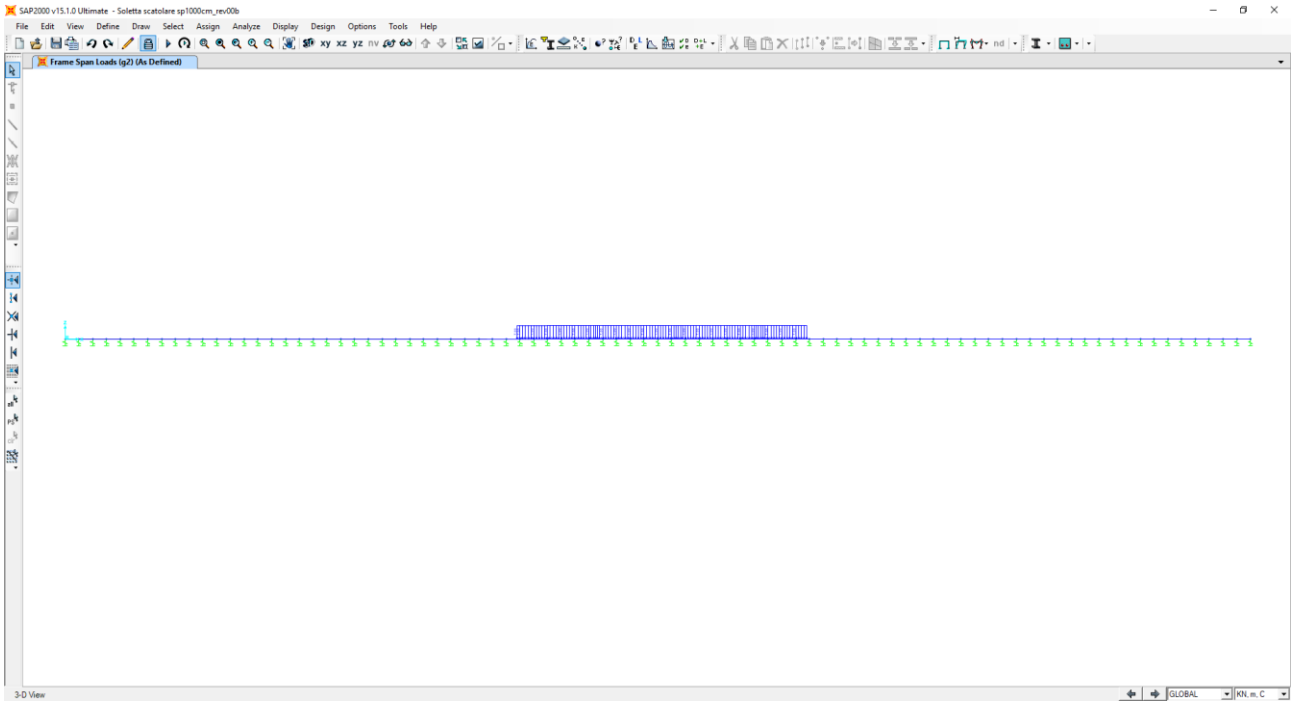 SAP2000 v15.1.0 Ultimate - Soletta scatolare sp1000cm_rev00b
File Edit View Define Draw Select Assign Analyze Display Design Options Tools Help
xy xz yz nv nd
Frame Span Loads (g2) (As Defined)
3-D View GLOBAL KN, m, C